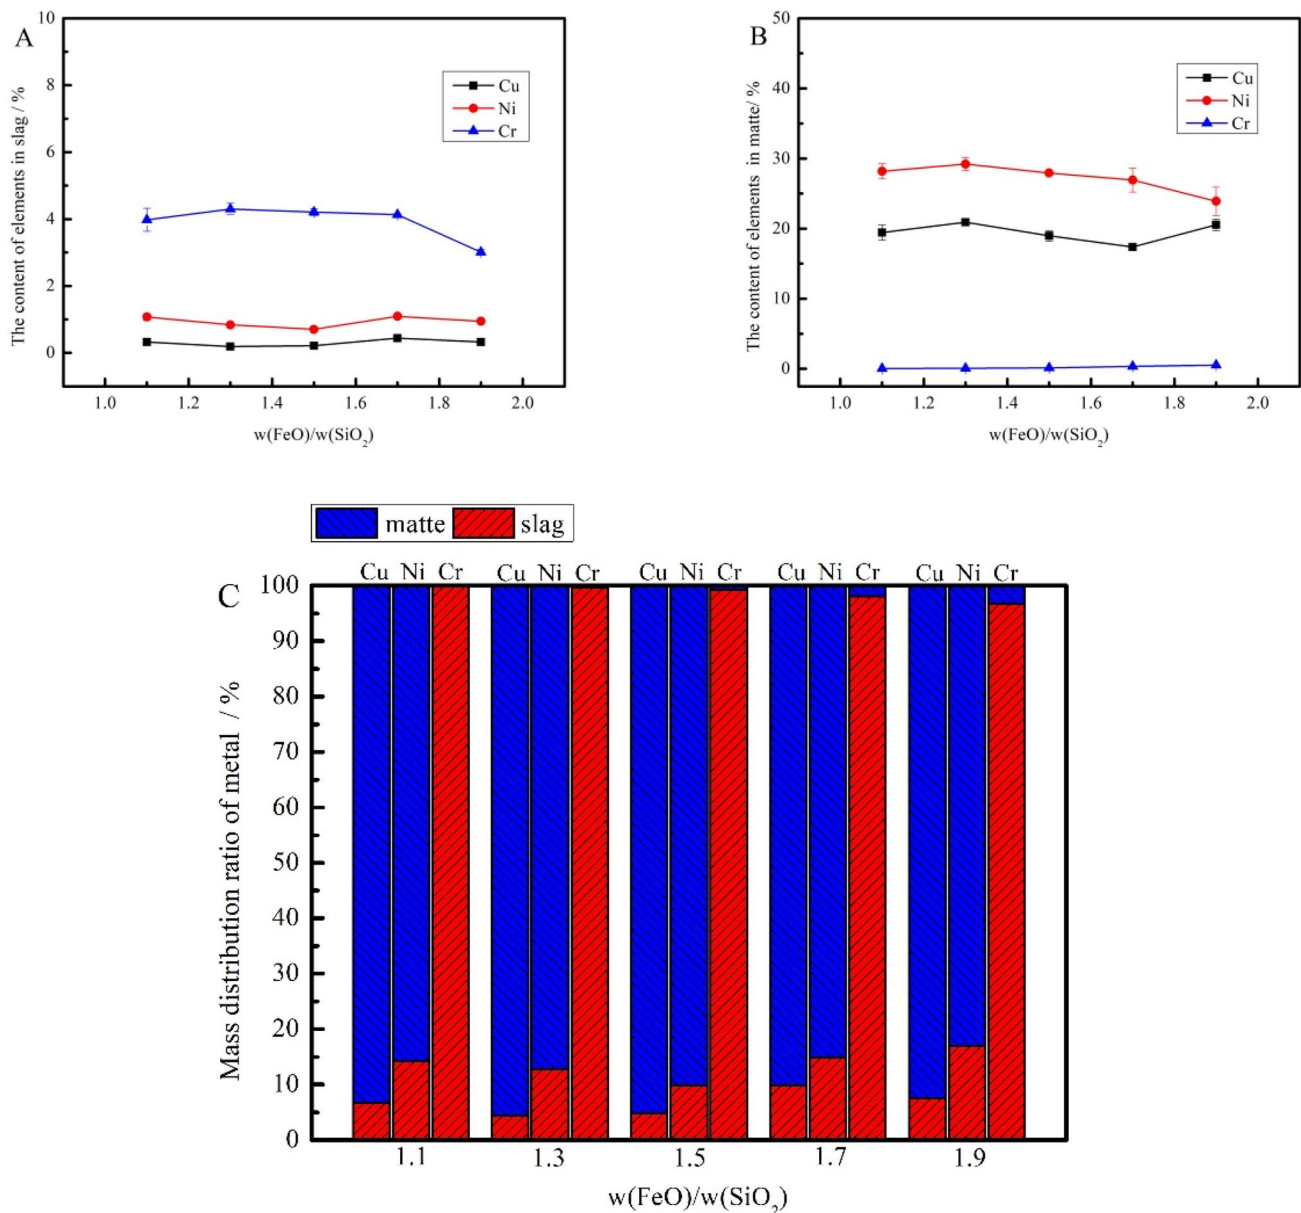 A
Cu
Ni
Cr
The content of elements in slag / %
10
8
6
4
2
0
1.0 1.2 1.4 1.6 1.8 2.0
w(FeO)/w(SiO₂)
B
Cu
Ni
Cr
The content of elements in matte/ %
50
40
30
20
10
0
1.0 1.2 1.4 1.6 1.8 2.0
w(FeO)/w(SiO₂)
matte slag
C
Cu Ni Cr Cu Ni Cr Cu Ni Cr Cu Ni Cr Cu Ni Cr
Mass distribution ratio of metal / %
100
90
80
70
60
50
40
30
20
10
0
1.1 1.3 1.5 1.7 1.9
w(FeO)/w(SiO₂)